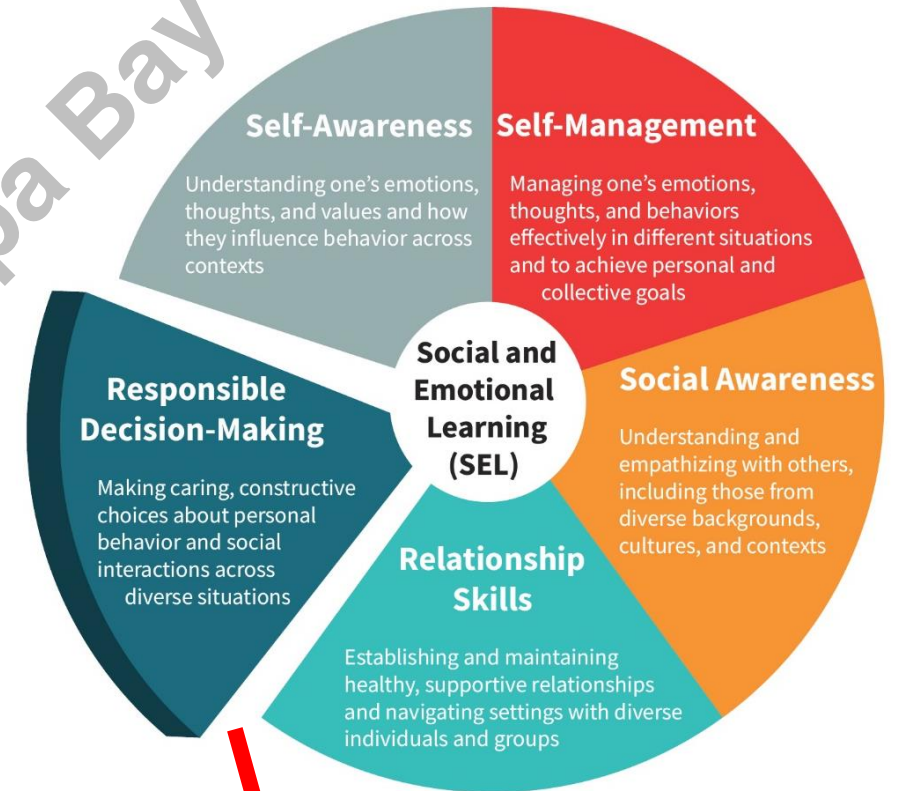 pa Bay
Self-Awareness
Understanding one's emotions,
thoughts, and values and how
they influence behavior across
contexts
Self-Management
Managing one's emotions,
thoughts, and behaviors
effectively in different situations
and to achieve personal and
collective goals
Social Awareness
Understanding and
empathizing with others,
including those from
diverse backgrounds,
cultures, and contexts
Relationship
Skills
Establishing and maintaining
healthy, supportive relationships
and navigating settings with diverse
individuals and groups
Responsible
Decision-Making
Making caring, constructive
choices about personal
behavior and social
interactions across
diverse situations
Social and
Emotional
Learning
(SEL)